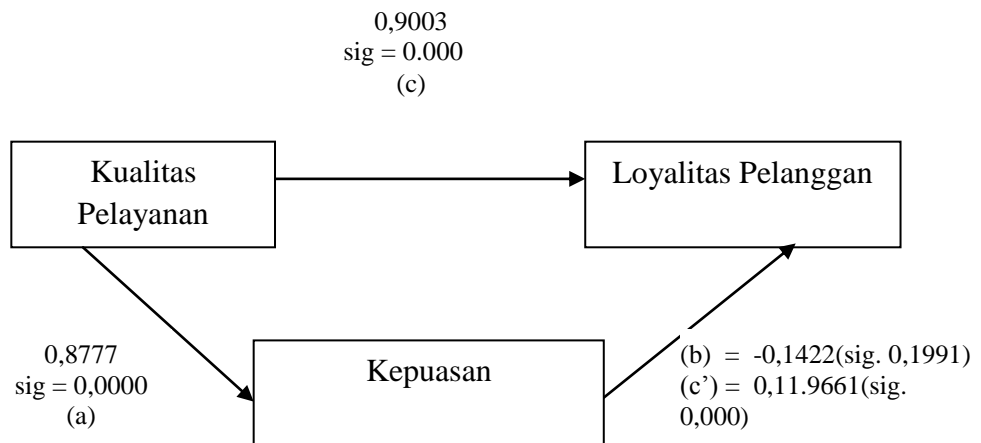 0,9003
sig = 0.000
(c)
Kualitas
Pelayanan
Loyalitas Pelanggan
0,8777
sig = 0,0000
(a)
Kepuasan
(b) = -0,1422(sig. 0,1991)
(c’) = 0,11.9661(sig.
0,000)